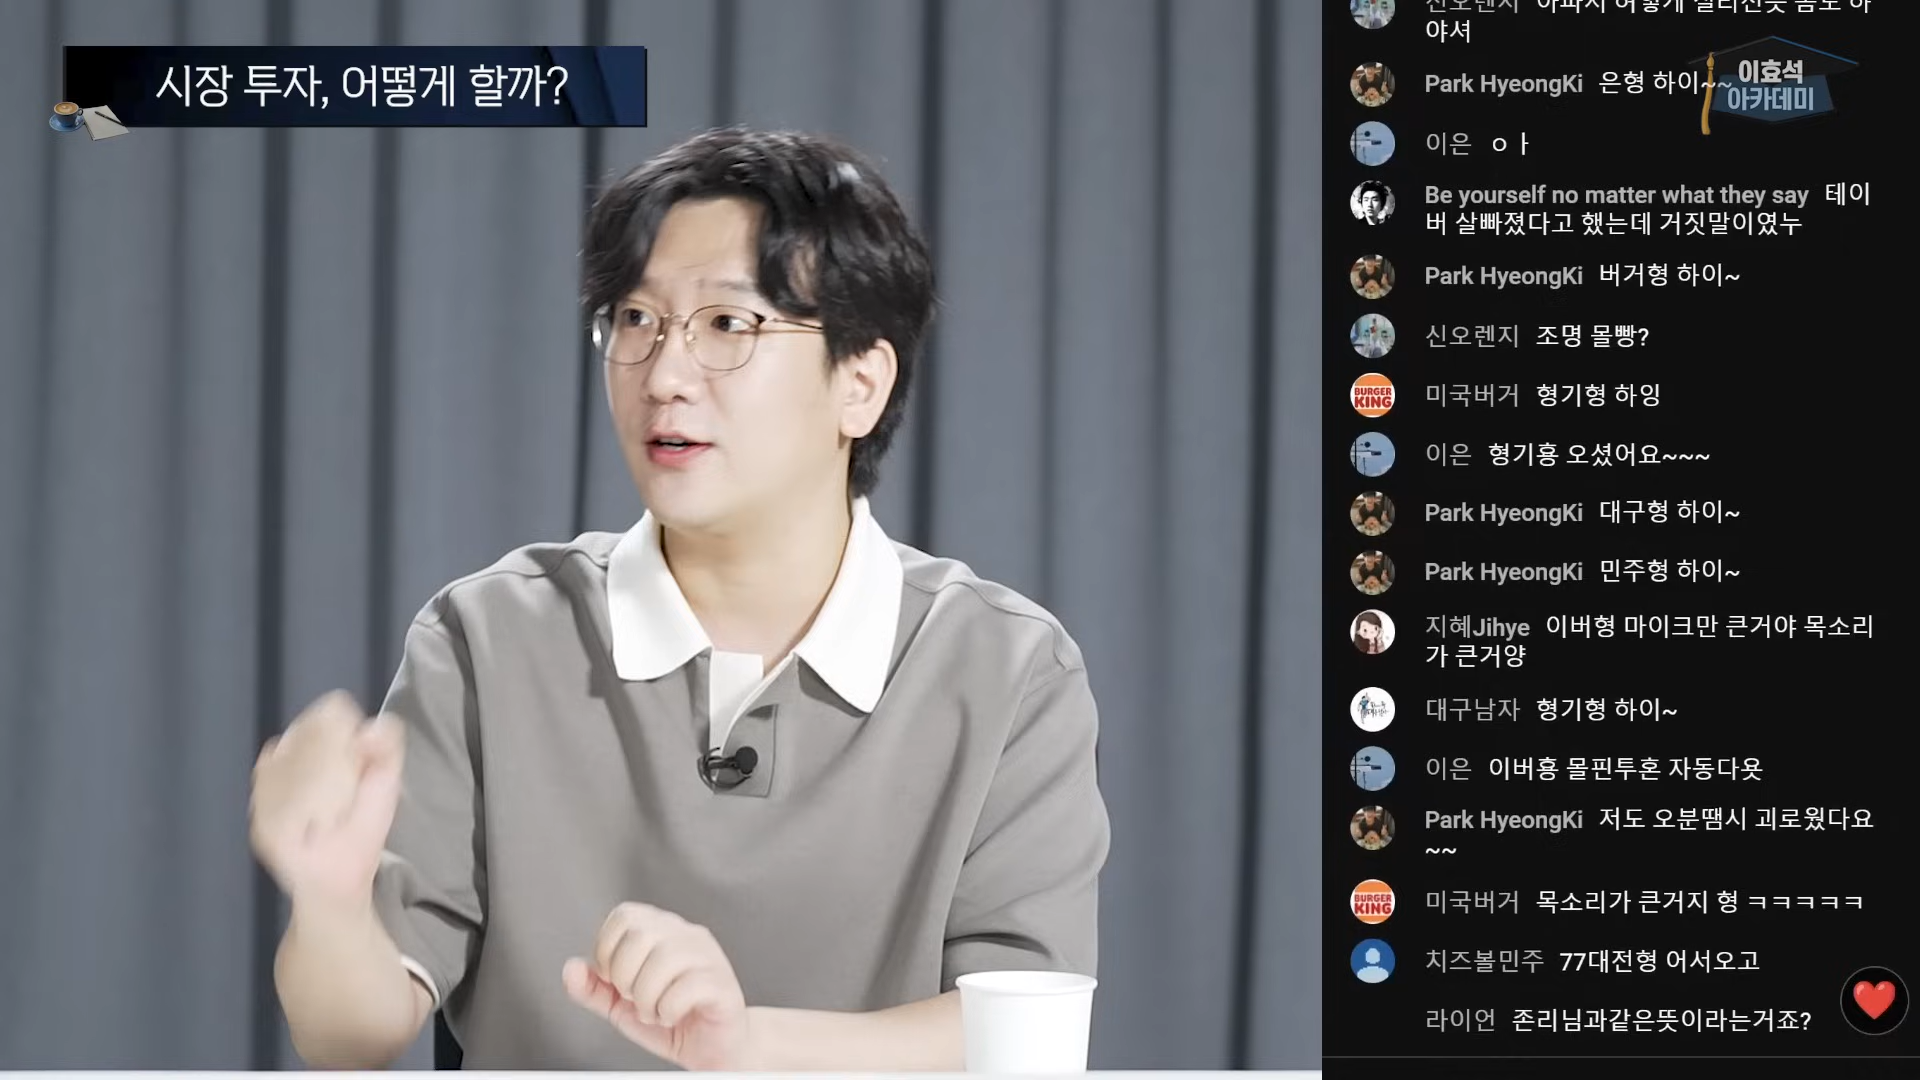 시장 투자, 어떻게 할까?
이효석
아카데미
야셔
Park HyeongKi 은형 하이~~
이은 ㅇㅏ
Be yourself no matter what they say 테이
버 살빠졌다고 했는데 거짓말이였누
Park HyeongKi 버거형 하이~
신오렌지 조명 몰빵?
BURGER KING
미국버거 형기형 하잉
이은 형기횽 오셨어요~~~
Park HyeongKi 대구형 하이~
Park HyeongKi 민주형 하이~
지혜Jihye 이버형 마이크만 큰거야 목소리
가 큰거양
대구남자 형기형 하이~
이은 이버횽 몰핀투혼 자동다욧
Park HyeongKi 저도 오분땜시 괴로웠다요
~~
BURGER KING
미국버거 목소리가 큰거지 형 ㅋㅋㅋㅋㅋ
치즈볼민주 77대전형 어서오고
라이언 존리님과같은뜻이라는거죠?